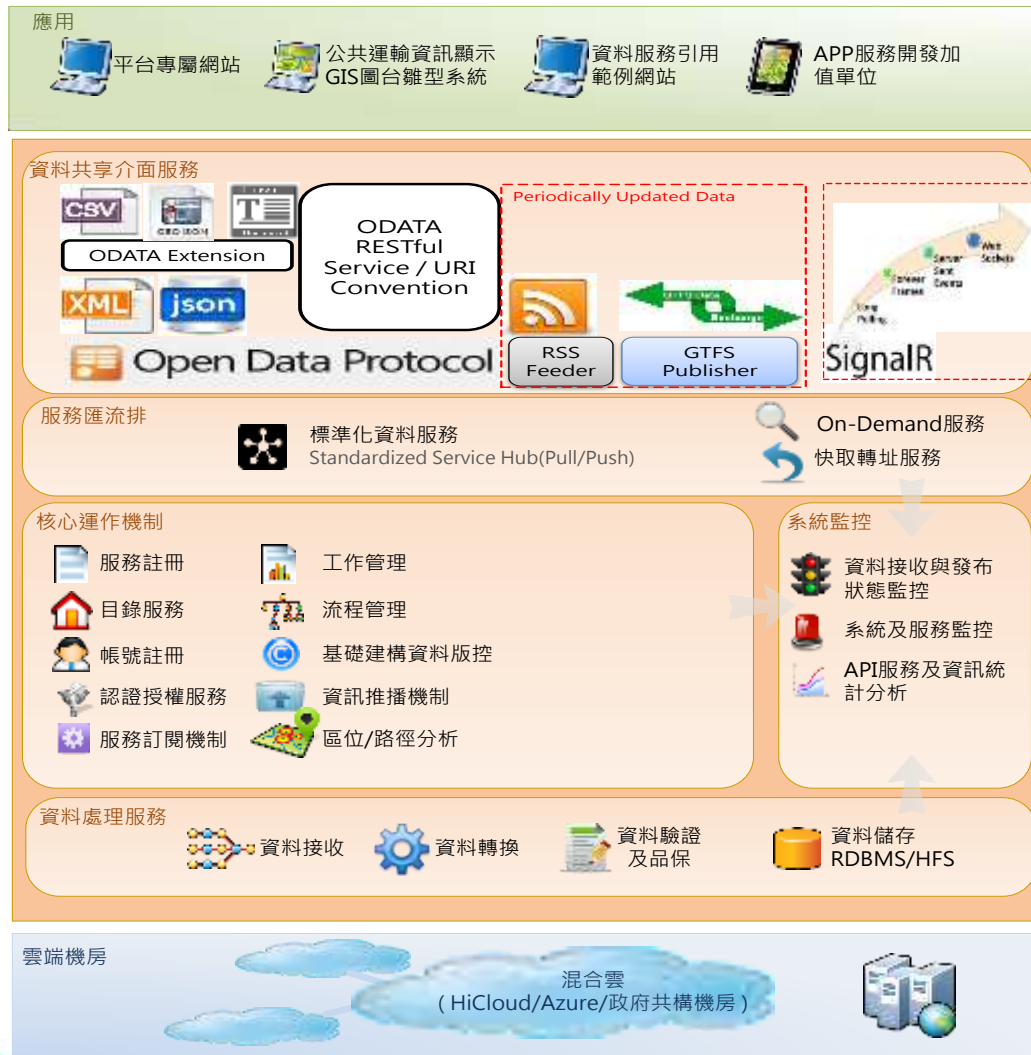 應用
平台專屬網站
公共運輸資訊顯示
GIS圖台雛型系統
資料服務引用
範例網站
APP服務開發加
值單位
資料共享介面服務
CSV
GEO JSON
T
ODATA Extension
XML
json
ODATA
RESTful
Service / URI
Convention
Periodically Updated Data
RSS
Feeder
GTFS
Publisher
Open Data Protocol
Web
Sockets
Server
Sent
Events
Forever
Frames
Long
Polling
SignalR
服務匯流排
標準化資料服務
Standardized Service Hub(Pull/Push)
On-Demand服務
快取轉址服務
核心運作機制
服務註冊
工作管理
目錄服務
流程管理
帳號註冊
基礎建構資料版控
認證授權服務
資訊推播機制
服務訂閱機制
區位/路徑分析
系統監控
資料接收與發布
狀態監控
系統及服務監控
API服務及資訊統
計分析
資料處理服務
資料接收
資料轉換
資料驗證
及品保
資料儲存
RDBMS/HFS
雲端機房
混合雲
( HiCloud/Azure/政府共構機房 )